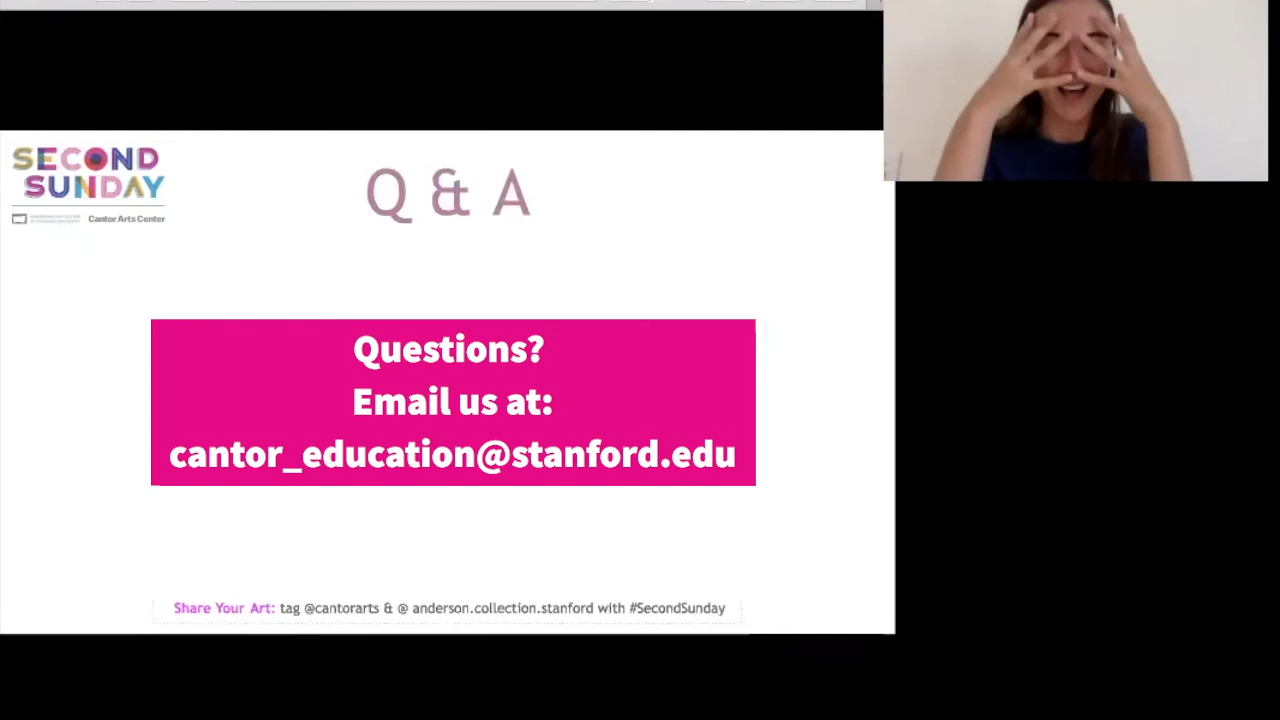 SECOND
SUNDAY
Cantor Arts Center
Q & A
Questions?
Email us at:
cantor_education@stanford.edu
Share Your Art: tag @cantorarts & @ anderson.collection.stanford with #SecondSunday